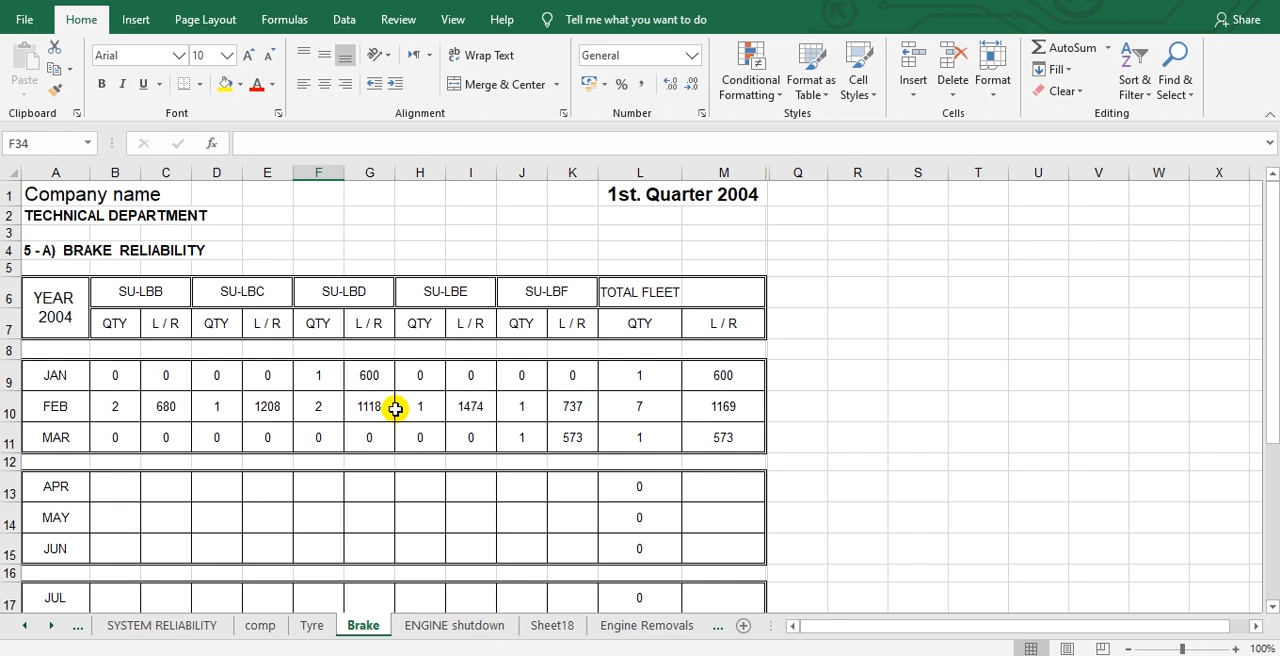 File Home Insert Page Layout Formulas Data Review View Help Tell me what you want to do Share
Arial 10 Wrap Text General AutoSum
Paste Conditional Format as Cell Insert Delete Format Fill Sort & Find &
B I U A Merge & Center % , Formatting Table Styles Clear Filter Select
Clipboard Font Alignment Number Styles Cells Editing
F34 fx
A B C D E F G H I J K L M Q R S T U V W X
1 Company name 1st. Quarter 2004
2 TECHNICAL DEPARTMENT
3
4 5 - A) BRAKE RELIABILITY
5
6 YEAR SU-LBB SU-LBC SU-LBD SU-LBE SU-LBF TOTAL FLEET
7 2004 QTY L / R QTY L / R QTY L / R QTY L / R QTY L / R QTY L / R
8
9 JAN 0 0 0 0 1 600 0 0 0 0 1 600
10 FEB 2 680 1 1208 2 1118 1 1474 1 737 7 1169
11 MAR 0 0 0 0 0 0 0 0 1 573 1 573
12
13 APR 0
14 MAY 0
15 JUN 0
16
17 JUL 0
... SYSTEM RELIABILITY comp Tyre Brake ENGINE shutdown Sheet18 Engine Removals ...
100%